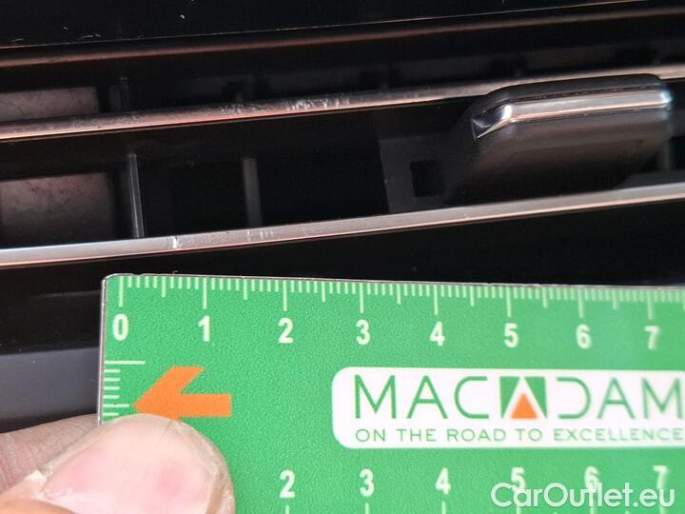 0 1 2 3 4 5 6 7
MACADAM
ON THE ROAD TO EXCELLENCE
2 3 4 5 6 7
CarOutlet.eu